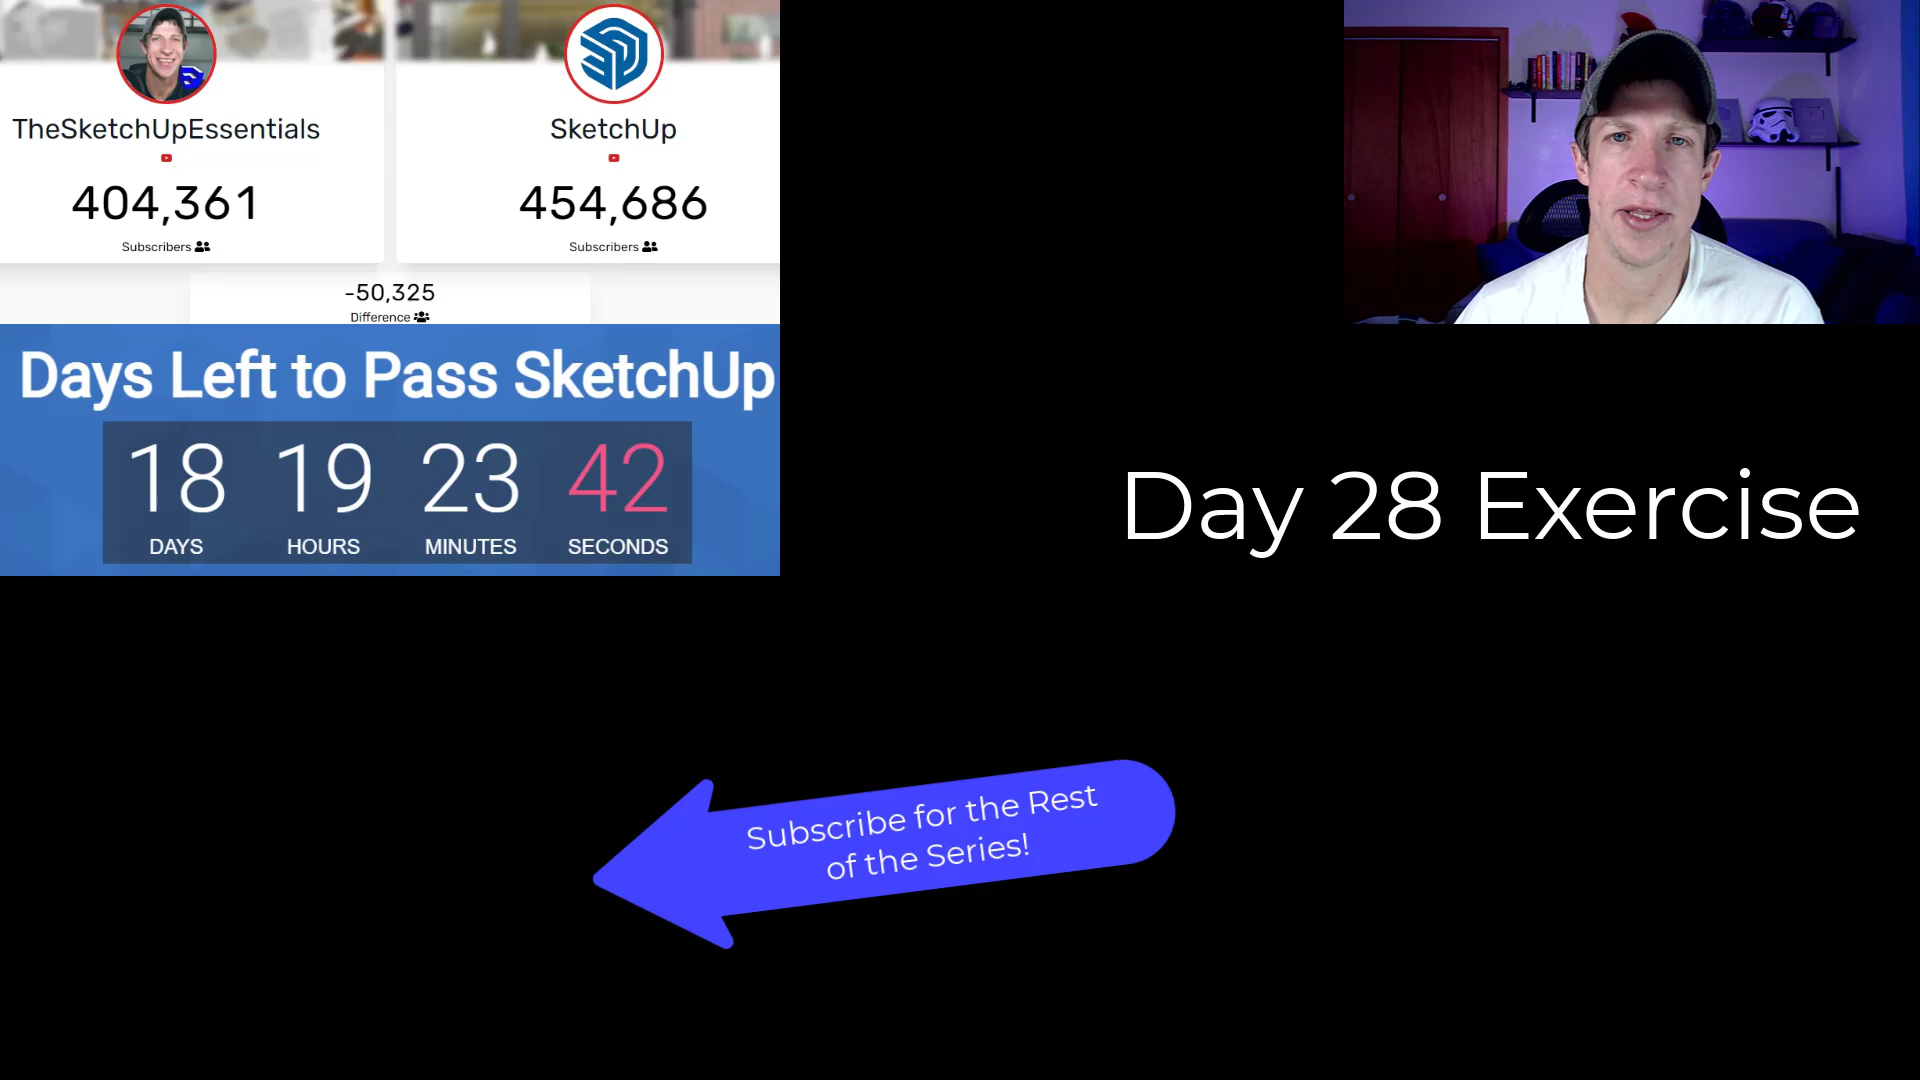 TheSketchUpEssentials
404,361
Subscribers
SketchUp
454,686
Subscribers
-50,325
Difference
Days Left to Pass SketchUp
18 19 23 42
DAYS HOURS MINUTES SECONDS
Day 28 Exercise
Subscribe for the Rest
of the Series!